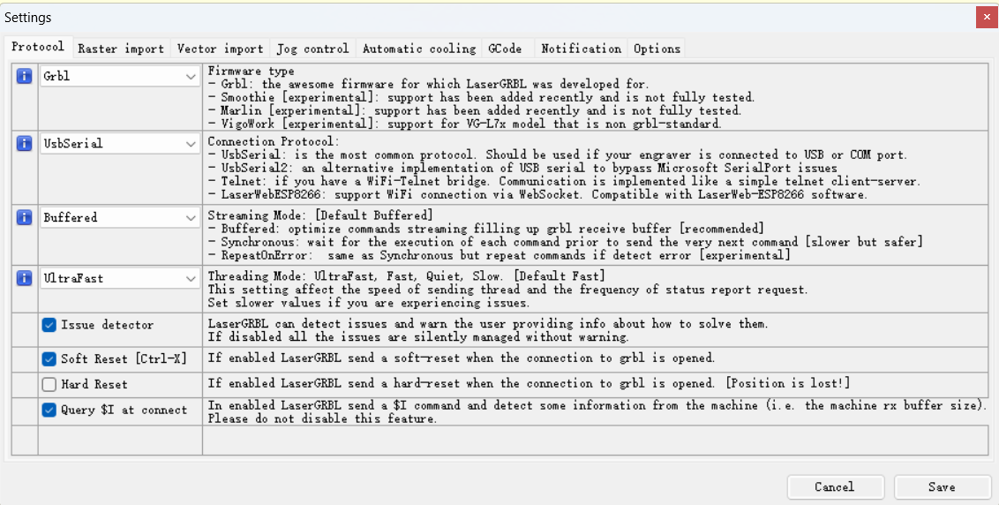 Settings
Protocol Raster import Vector import Jog control Automatic cooling GCode Notification Options
Grbl
Firmware type
- Grbl: the awesome firmware for which LaserGRBL was developed for.
- Smoothie [experimental]: support has been added recently and is not fully tested.
- Marlin [experimental]: support has been added recently and is not fully tested.
- VigoWork [experimental]: support for VG-L7x model that is non grbl-standard.
UsbSerial
Connection Protocol:
- UsbSerial: is the most common protocol. Should be used if your engraver is connected to USB or COM port.
- UsbSerial2: an alternative implementation of USB serial to bypass Microsoft SerialPort issues
- Telnet: if you have a WiFi-Telnet bridge. Communication is implemented like a simple telnet client-server.
- LaserWebESP8266: support WiFi connection via WebSocket. Compatible with LaserWeb-ESP8266 software.
Buffered
Streaming Mode: [Default Buffered]
- Buffered: optimize commands streaming filling up grbl receive buffer [recommended]
- Synchronous: wait for the execution of each command prior to send the very next command [slower but safer]
- RepeatOnError: same as Synchronous but repeat commands if detect error [experimental]
UltraFast
Threading Mode: UltraFast, Fast, Quiet, Slow. [Default Fast]
This setting affect the speed of sending thread and the frequency of status report request.
Set slower values if you are experiencing issues.
Issue detector
LaserGRBL can detect issues and warn the user providing info about how to solve them.
If disabled all the issues are silently managed without warning.
Soft Reset [Ctrl-X]
If enabled LaserGRBL send a soft-reset when the connection to grbl is opened.
Hard Reset
If enabled LaserGRBL send a hard-reset when the connection to grbl is opened. [Position is lost!]
Query $I at connect
In enabled LaserGRBL send a $I command and detect some information from the machine (i.e. the machine rx buffer size).
Please do not disable this feature.
Cancel Save